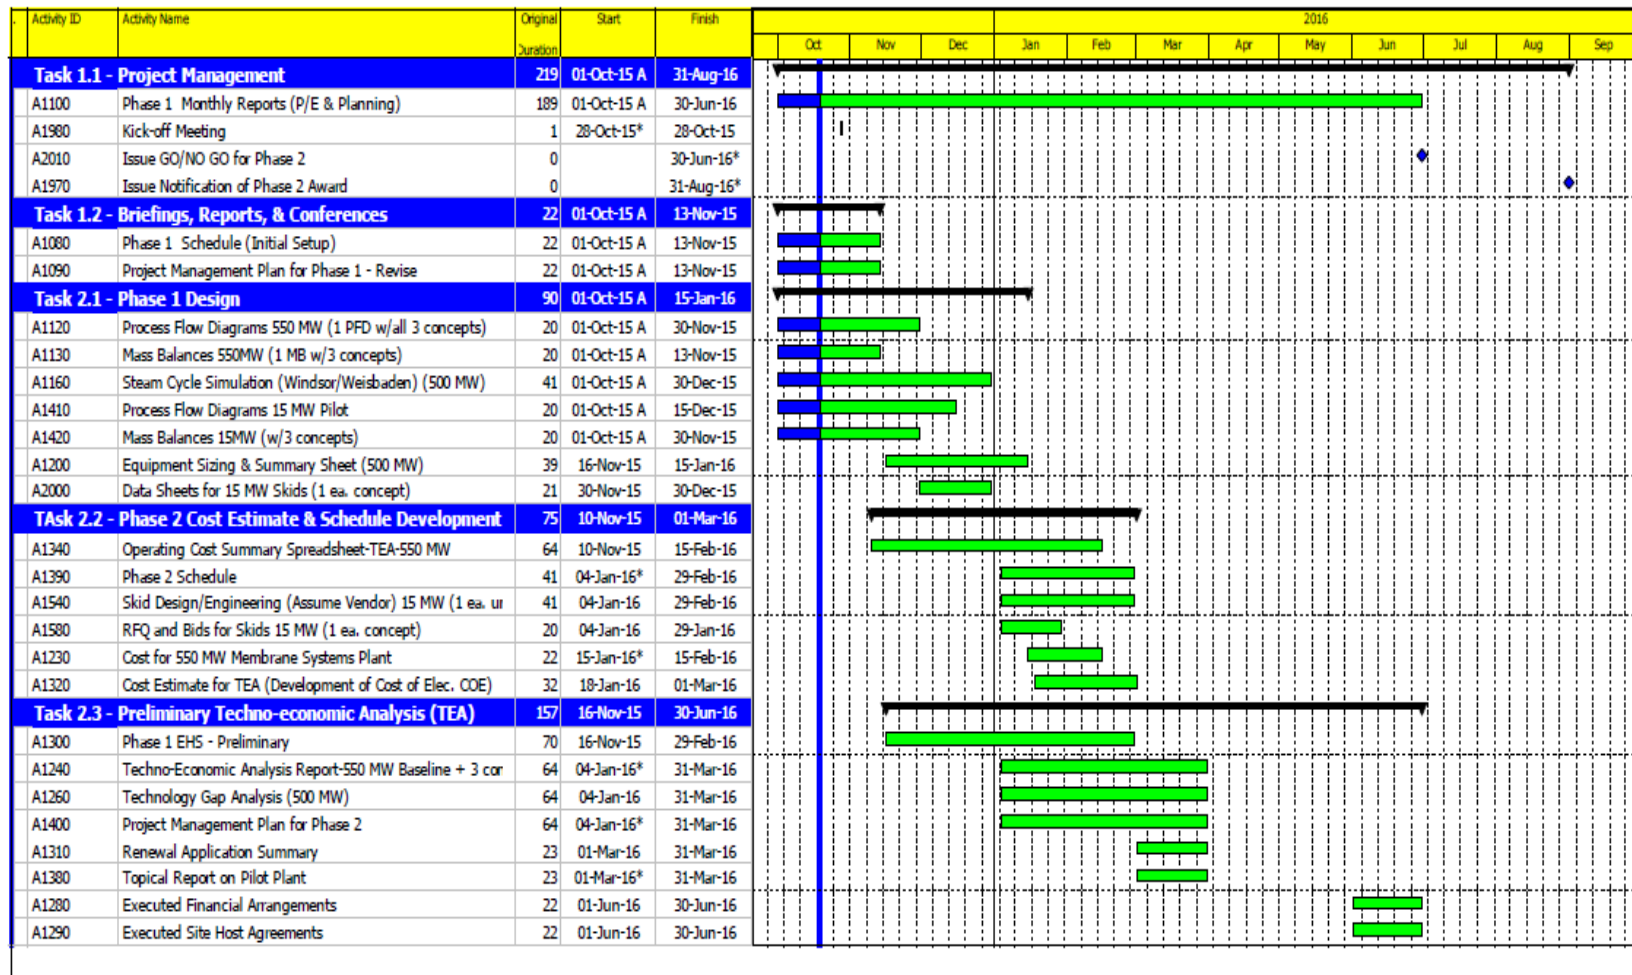 . Activity ID Activity Name Original Duration Start Finish 2016
Oct Nov Dec Jan Feb Mar Apr May Jun Jul Aug Sep
Task 1.1 - Project Management 219 01-Oct-15 A 31-Aug-16
A1100 Phase 1 Monthly Reports (P/E & Planning) 189 01-Oct-15 A 30-Jun-16
A1980 Kick-off Meeting 1 28-Oct-15* 28-Oct-15
A2010 Issue GO/NO GO for Phase 2 0 30-Jun-16*
A1970 Issue Notification of Phase 2 Award 0 31-Aug-16*
Task 1.2 - Briefings, Reports, & Conferences 22 01-Oct-15 A 13-Nov-15
A1080 Phase 1 Schedule (Initial Setup) 22 01-Oct-15 A 13-Nov-15
A1090 Project Management Plan for Phase 1 - Revise 22 01-Oct-15 A 13-Nov-15
Task 2.1 - Phase 1 Design 90 01-Oct-15 A 15-Jan-16
A1120 Process Flow Diagrams 550 MW (1 PFD w/all 3 concepts) 20 01-Oct-15 A 30-Nov-15
A1130 Mass Balances 550MW (1 MB w/3 concepts) 20 01-Oct-15 A 13-Nov-15
A1160 Steam Cycle Simulation (Windsor/Weisbaden) (500 MW) 41 01-Oct-15 A 30-Dec-15
A1410 Process Flow Diagrams 15 MW Pilot 20 01-Oct-15 A 15-Dec-15
A1420 Mass Balances 15MW (w/3 concepts) 20 01-Oct-15 A 30-Nov-15
A1200 Equipment Sizing & Summary Sheet (500 MW) 39 16-Nov-15 15-Jan-16
A2000 Data Sheets for 15 MW Skids (1 ea. concept) 21 30-Nov-15 30-Dec-15
TAsk 2.2 - Phase 2 Cost Estimate & Schedule Development 75 10-Nov-15 01-Mar-16
A1340 Operating Cost Summary Spreadsheet-TEA-550 MW 64 10-Nov-15 15-Feb-16
A1390 Phase 2 Schedule 41 04-Jan-16* 29-Feb-16
A1540 Skid Design/Engineering (Assume Vendor) 15 MW (1 ea. ur 41 04-Jan-16 29-Feb-16
A1580 RFQ and Bids for Skids 15 MW (1 ea. concept) 20 04-Jan-16 29-Jan-16
A1230 Cost for 550 MW Membrane Systems Plant 22 15-Jan-16* 15-Feb-16
A1320 Cost Estimate for TEA (Development of Cost of Elec. COE) 32 18-Jan-16 01-Mar-16
Task 2.3 - Preliminary Techno-economic Analysis (TEA) 157 16-Nov-15 30-Jun-16
A1300 Phase 1 EHS - Preliminary 70 16-Nov-15 29-Feb-16
A1240 Techno-Economic Analysis Report-550 MW Baseline + 3 cor 64 04-Jan-16* 31-Mar-16
A1260 Technology Gap Analysis (500 MW) 64 04-Jan-16 31-Mar-16
A1400 Project Management Plan for Phase 2 64 04-Jan-16* 31-Mar-16
A1310 Renewal Application Summary 23 01-Mar-16 31-Mar-16
A1380 Topical Report on Pilot Plant 23 01-Mar-16* 31-Mar-16
A1280 Executed Financial Arrangements 22 01-Jun-16 30-Jun-16
A1290 Executed Site Host Agreements 22 01-Jun-16 30-Jun-16